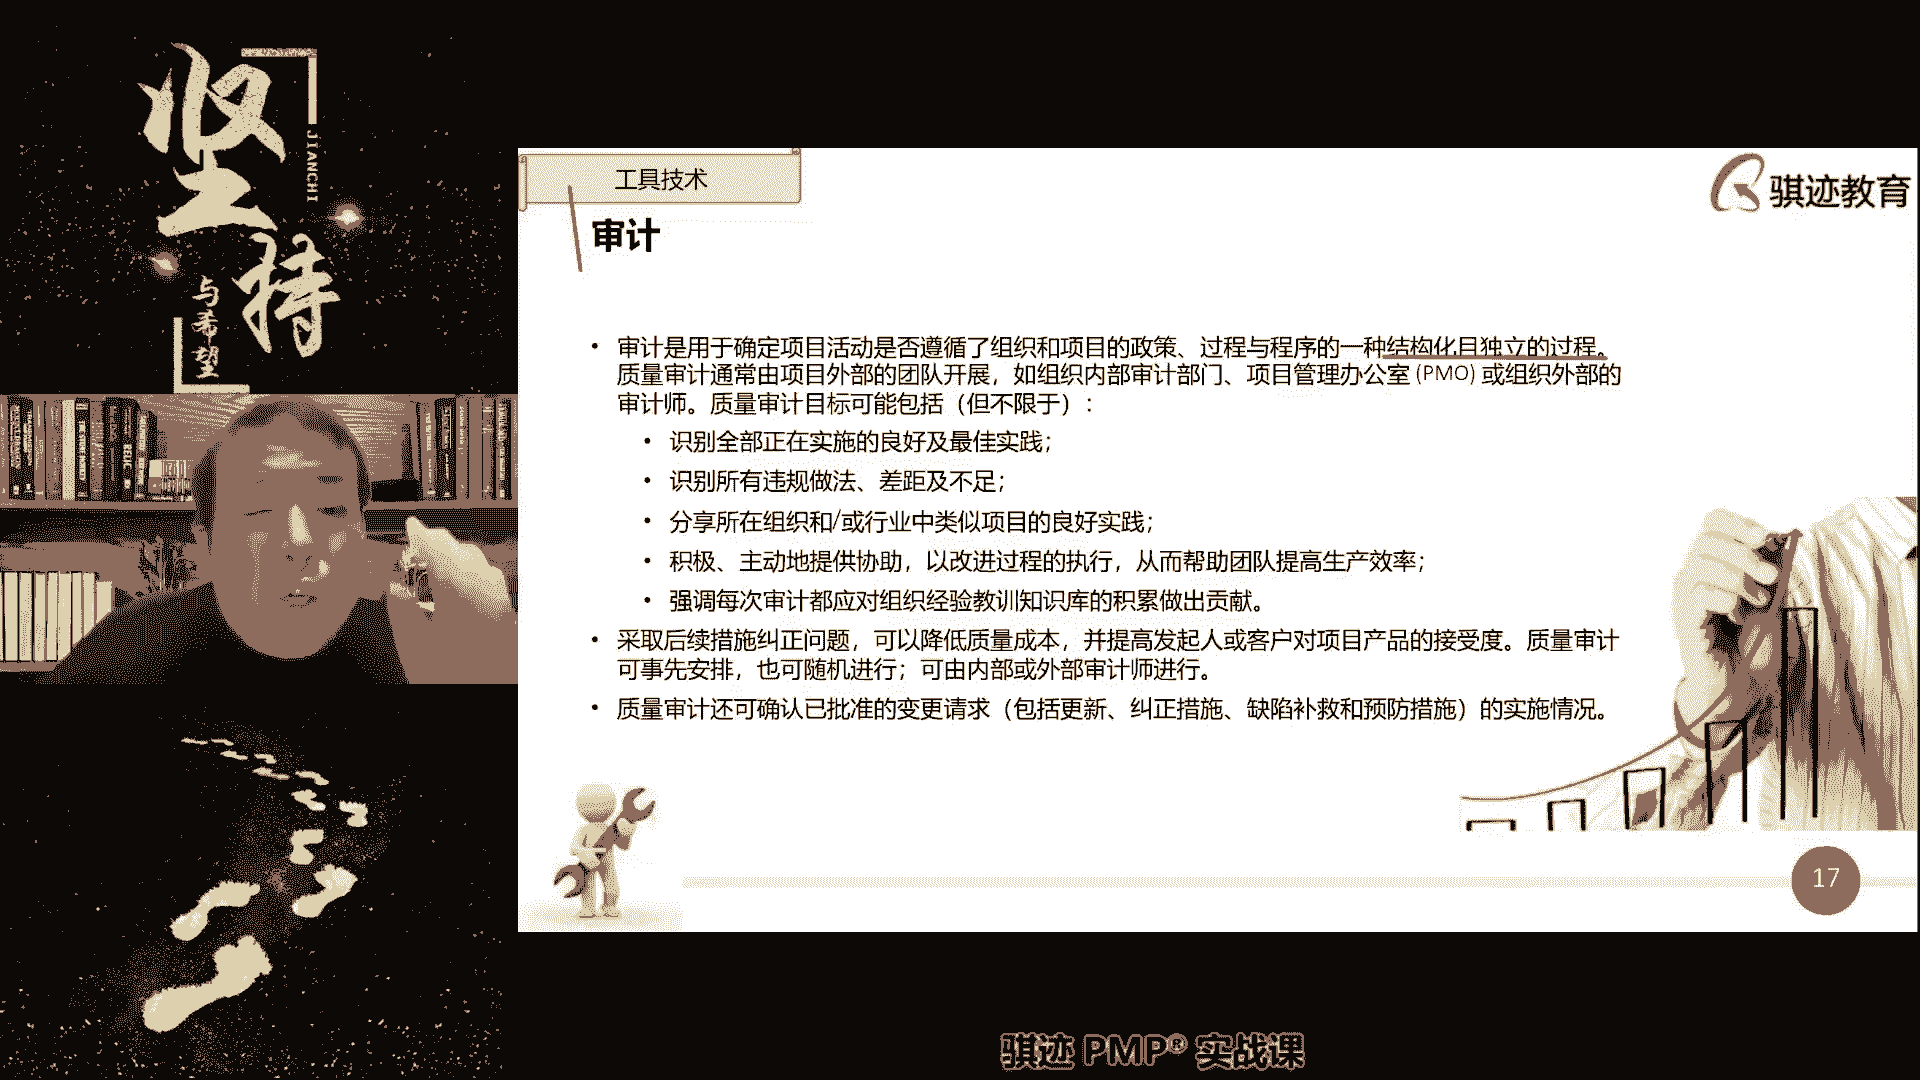 坚
持
JIANCHI
与希望
工具技术
骐迹教育
审计
• 审计是用于确定项目活动是否遵循了组织和项目的政策、过程与程序的一种结构化且独立的过程。
质量审计通常由项目外部的团队开展，如组织内部审计部门、项目管理办公室 (PMO) 或组织外部的
审计师。质量审计目标可能包括（但不限于）：
• 识别全部正在实施的良好及最佳实践；
• 识别所有违规做法、差距及不足；
• 分享所在组织和/或行业中类似项目的良好实践；
• 积极、主动地提供协助，以改进过程的执行，从而帮助团队提高生产效率；
• 强调每次审计都应对组织经验教训知识库的积累做出贡献。
• 采取后续措施纠正问题，可以降低质量成本，并提高发起人或客户对项目产品的接受度。质量审计
可事先安排，也可随机进行；可由内部或外部审计师进行。
• 质量审计还可确认已批准的变更请求（包括更新、纠正措施、缺陷补救和预防措施）的实施情况。
17
骐迹 PMP® 实战课